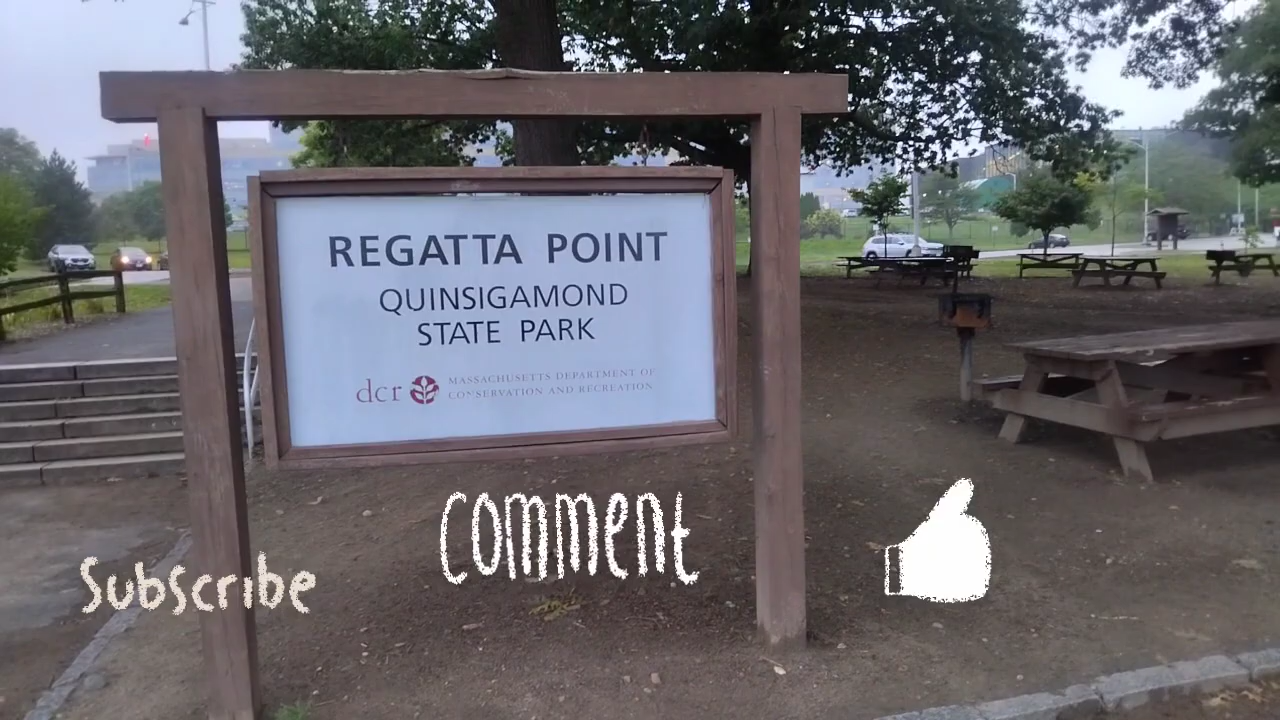 REGATTA POINT
QUINSIGAMOND
STATE PARK
dcr MASSACHUSETTS DEPARTMENT OF
CONSERVATION AND RECREATION
comment
Subscribe